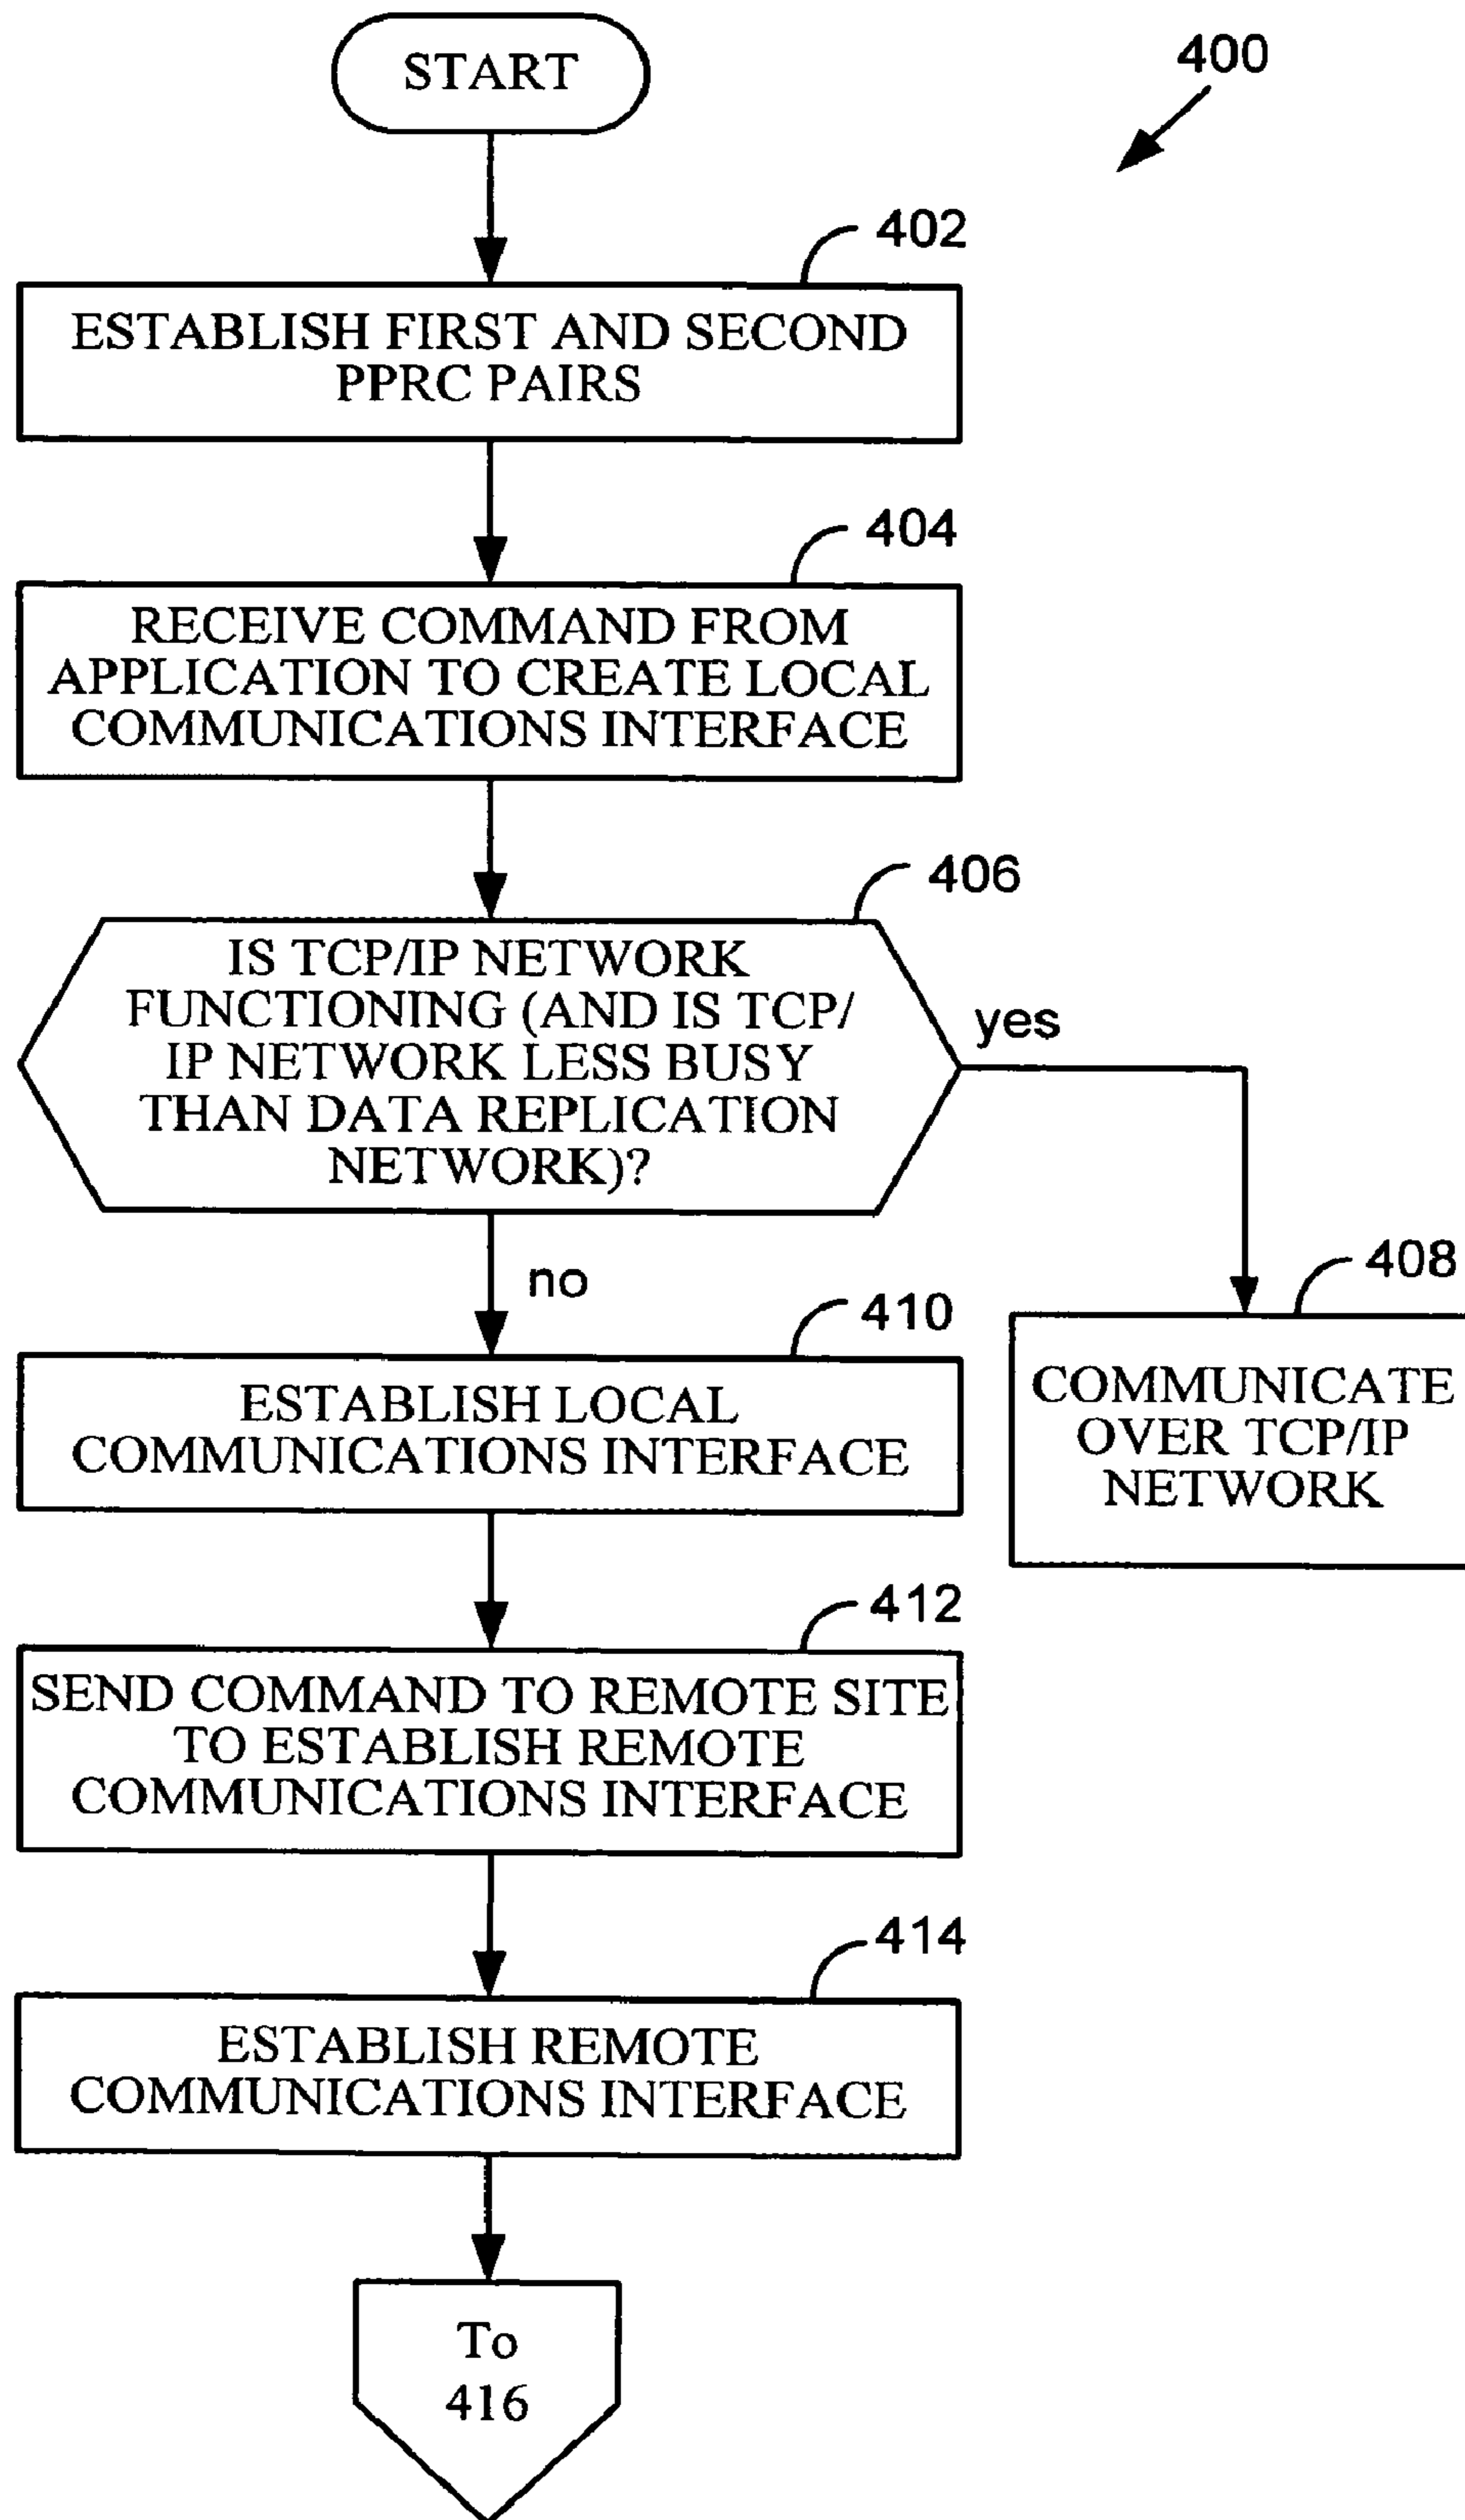 START
400
402
ESTABLISH FIRST AND SECOND
PPRC PAIRS
404
RECEIVE COMMAND FROM
APPLICATION TO CREATE LOCAL
COMMUNICATIONS INTERFACE
406
IS TCP/IP NETWORK
FUNCTIONING (AND IS TCP/
IP NETWORK LESS BUSY
THAN DATA REPLICATION
NETWORK)?
yes
no
408
COMMUNICATE
OVER TCP/IP
NETWORK
410
ESTABLISH LOCAL
COMMUNICATIONS INTERFACE
412
SEND COMMAND TO REMOTE SITE
TO ESTABLISH REMOTE
COMMUNICATIONS INTERFACE
414
ESTABLISH REMOTE
COMMUNICATIONS INTERFACE
To
416